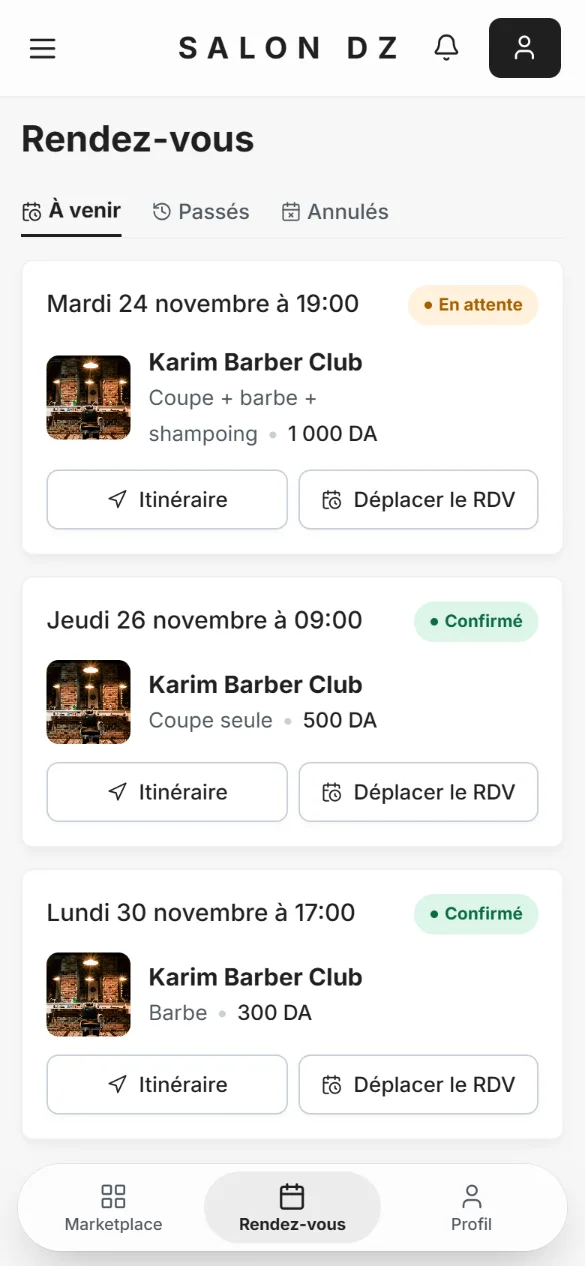 SALON DZ
Rendez-vous
À venir Passés Annulés
Mardi 24 novembre à 19:00 • En attente
Karim Barber Club
Coupe + barbe +
shampoing • 1 000 DA
Itinéraire Déplacer le RDV
Jeudi 26 novembre à 09:00 • Confirmé
Karim Barber Club
Coupe seule • 500 DA
Itinéraire Déplacer le RDV
Lundi 30 novembre à 17:00 • Confirmé
Karim Barber Club
Barbe • 300 DA
Itinéraire Déplacer le RDV
Marketplace Rendez-vous Profil